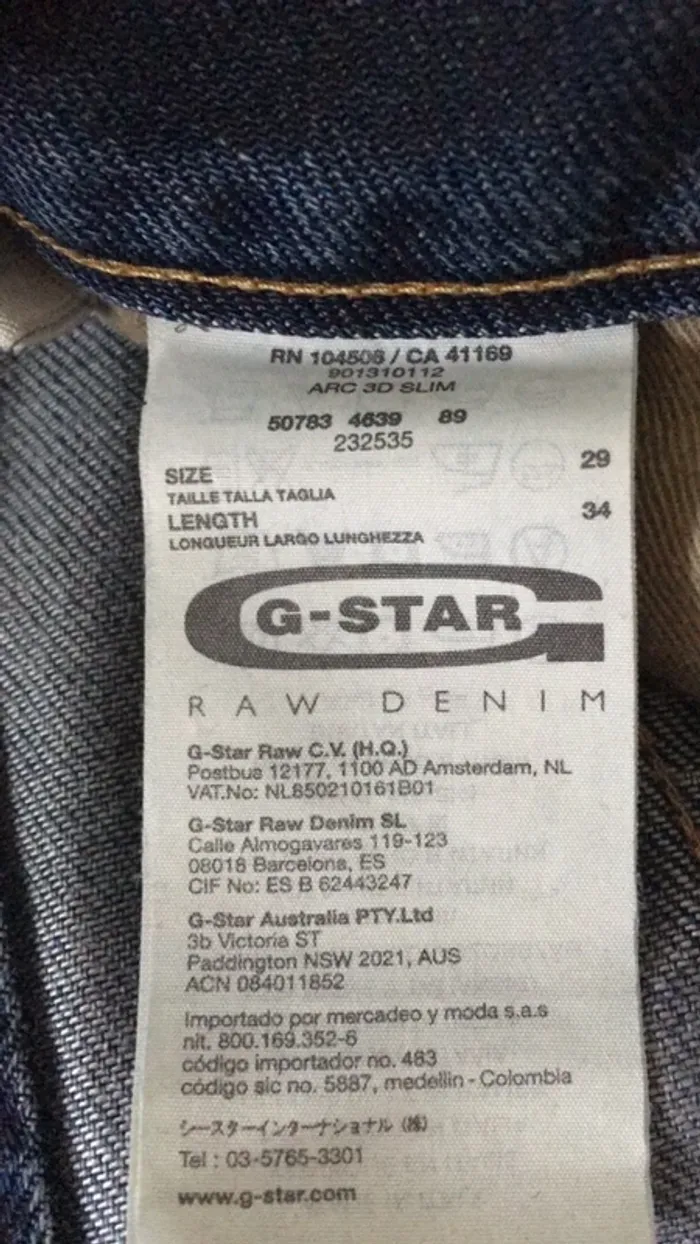 RN 104506 / CA 41169
901310112
ARC 3D SLIM
50783 4639 89
232535
SIZE 29
TAILLE TALLA TAGLIA
LENGTH 34
LONQUEUR LARGO LUNGHEZZA
G-STAR
RAW DENIM
G-Star Raw C.V. (H.Q.)
Postbus 12177, 1100 AD Amsterdam, NL
VAT.No: NL850210161B01
G-Star Raw Denim SL
Calle Almogavares 119-123
08018 Barcelona, ES
CIF No: ES B 62443247
G-Star Australia PTY.Ltd
3b Victoria ST
Paddington NSW 2021, AUS
ACN 084011852
Importado por mercadeo y moda s.a.s
nit. 800.169.352-6
código importador no. 463
código sic no. 5887, medellin - Colombia
ジースターインターナショナル (株)
Tel : 03-5765-3301
www.g-star.com